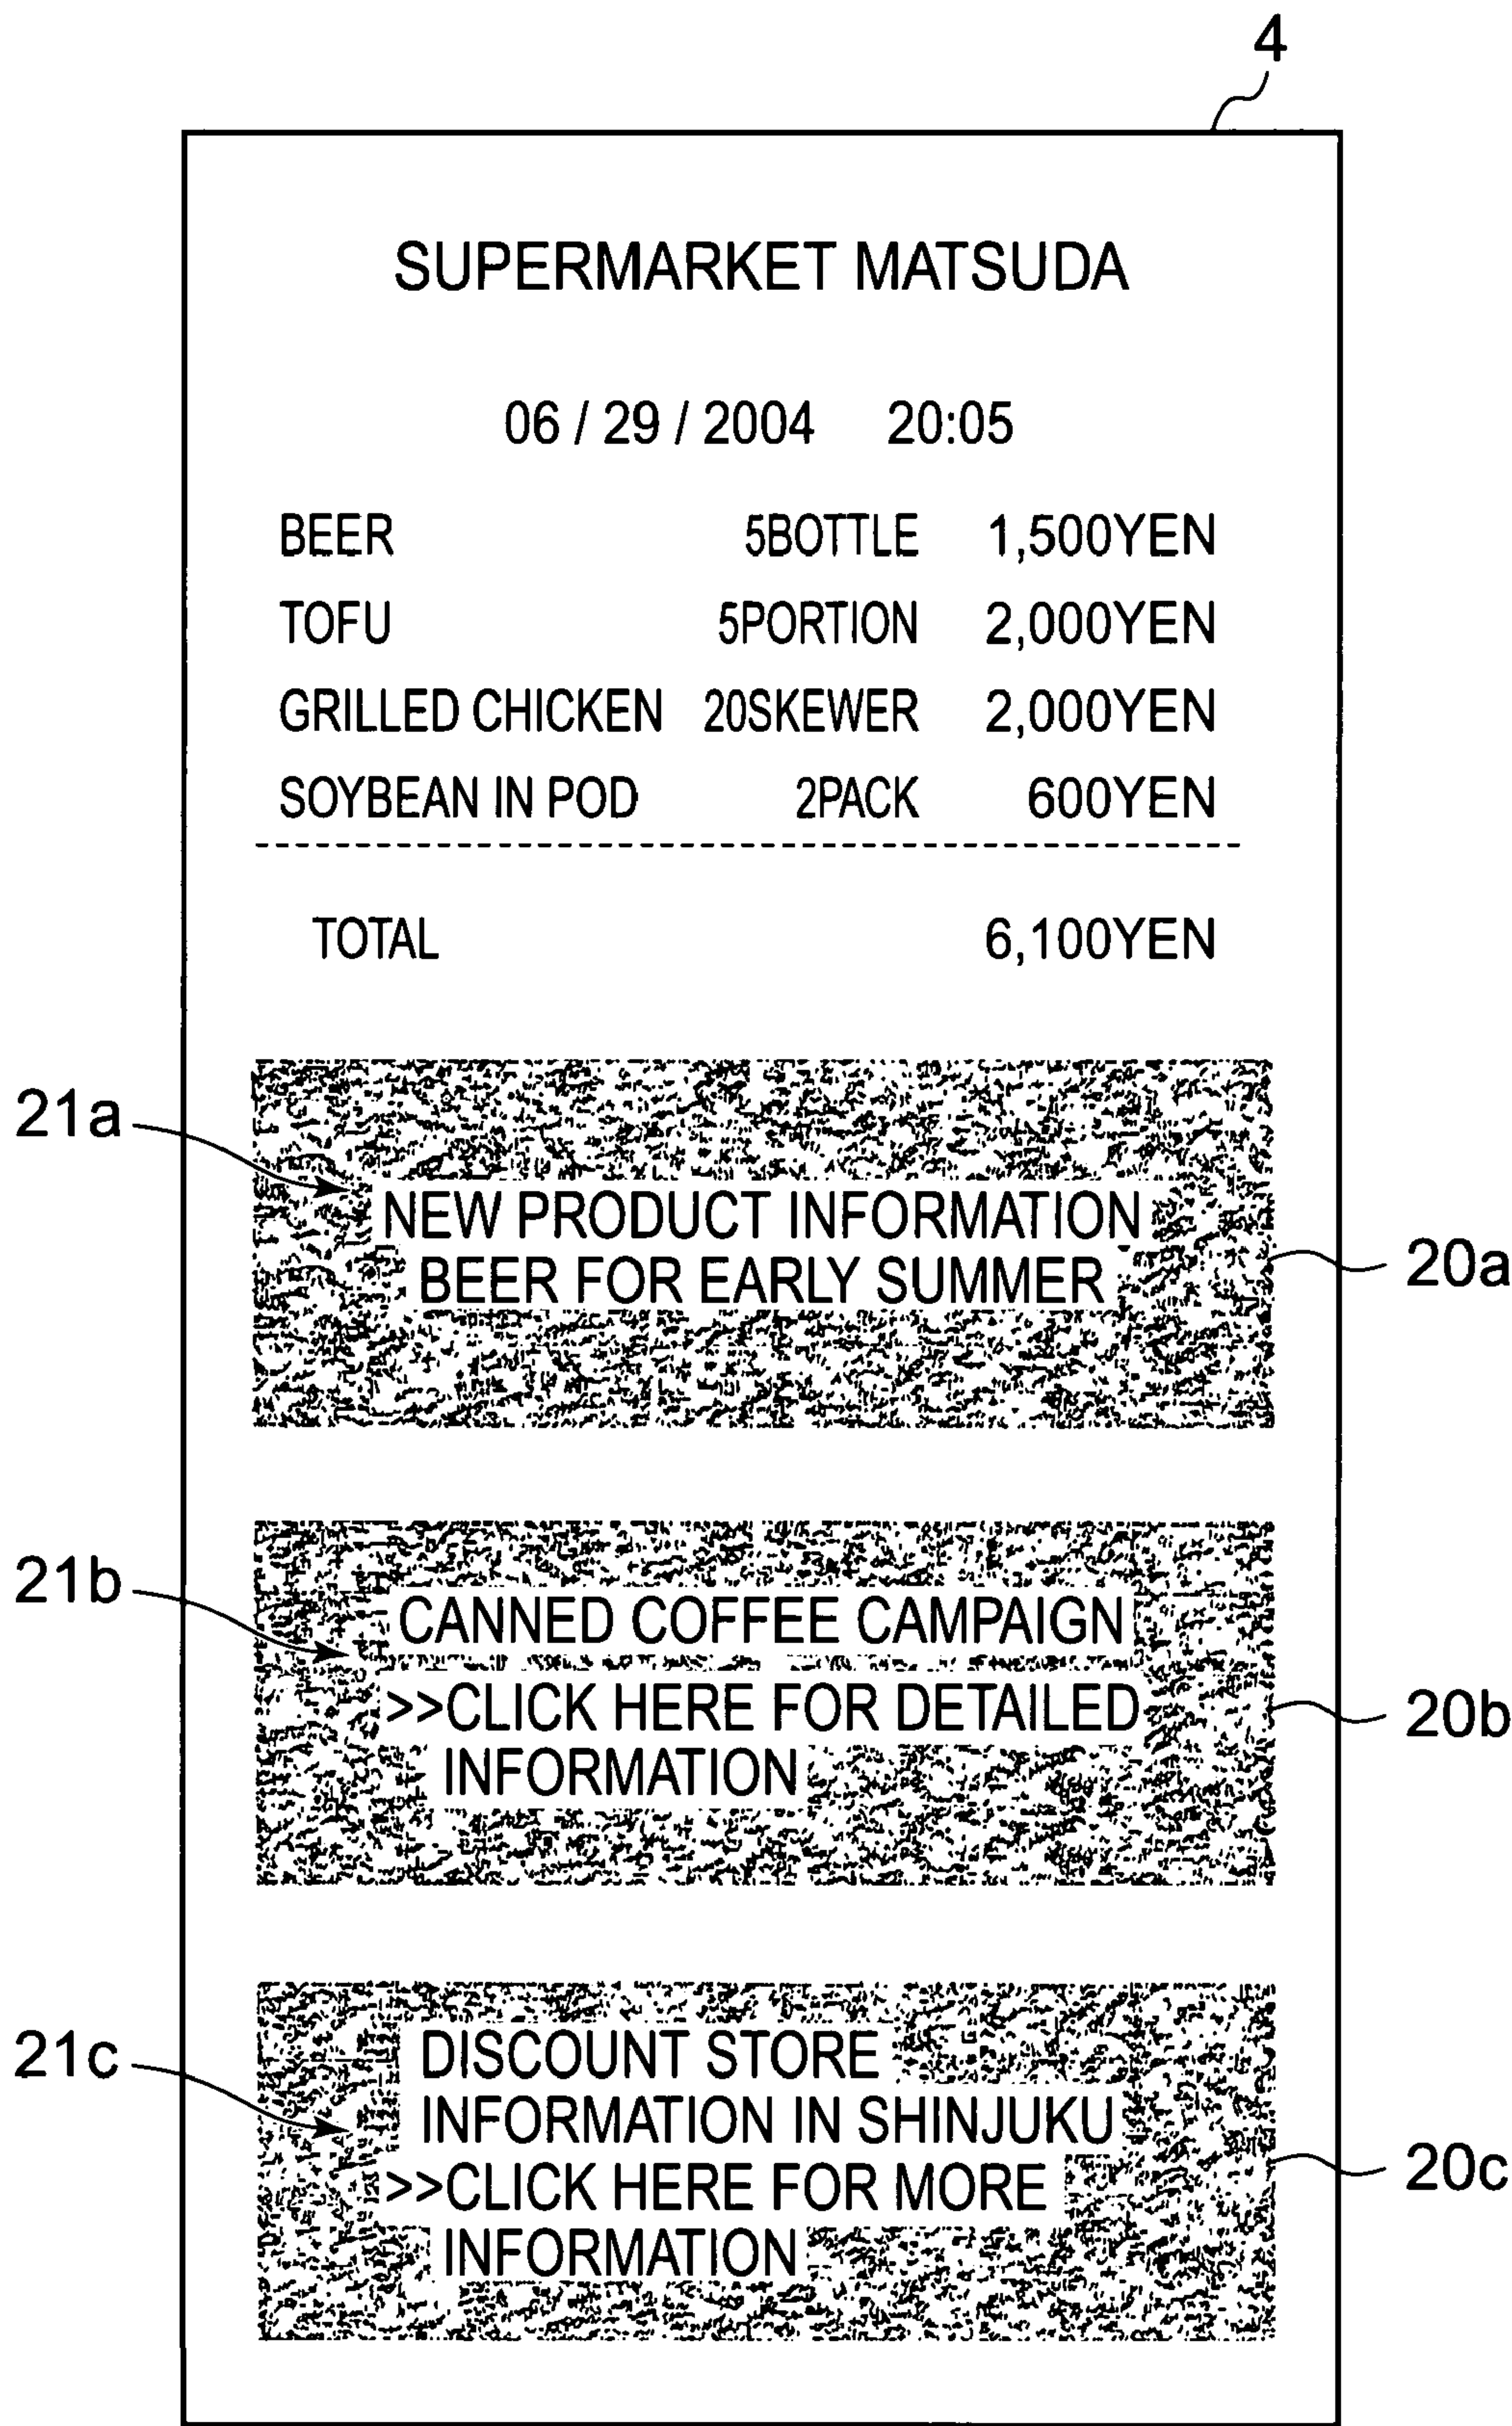 4
SUPERMARKET MATSUDA
06 / 29 / 2004 20:05
BEER 5BOTTLE 1,500YEN
TOFU 5PORTION 2,000YEN
GRILLED CHICKEN 20SKEWER 2,000YEN
SOYBEAN IN POD 2PACK 600YEN
TOTAL 6,100YEN
21a
NEW PRODUCT INFORMATION
BEER FOR EARLY SUMMER
20a
21b
CANNED COFFEE CAMPAIGN
>>CLICK HERE FOR DETAILED
20b
INFORMATION
21c
DISCOUNT STORE
INFORMATION IN SHINJUKU
>>CLICK HERE FOR MORE
20c
INFORMATION